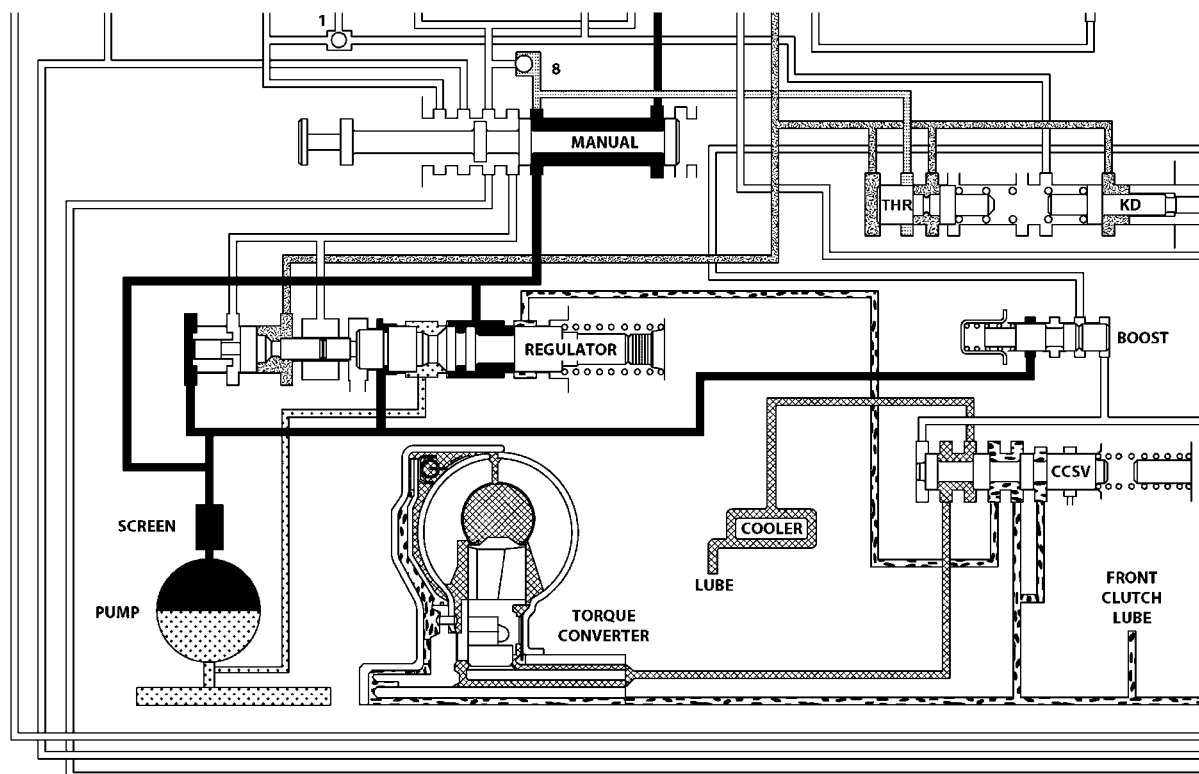 1
8
MANUAL
THR
KD
REGULATOR
BOOST
CCSV
SCREEN
COOLER
LUBE
PUMP
TORQUE
CONVERTER
FRONT
CLUTCH
LUBE